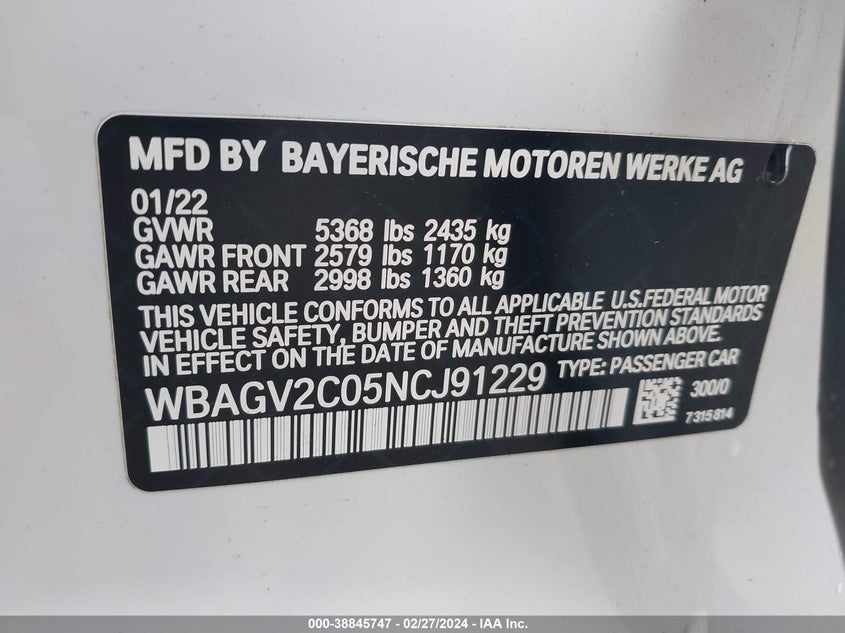 MFD BY BAYERISCHE MOTOREN WERKE AG
01/22
GVWR 5368 lbs 2435 kg
GAWR FRONT 2579 lbs 1170 kg
GAWR REAR 2998 lbs 1360 kg
THIS VEHICLE CONFORMS TO ALL APPLICABLE U.S.FEDERAL MOTOR
VEHICLE SAFETY, BUMPER AND THEFT PREVENTION STANDARDS
IN EFFECT ON THE DATE OF MANUFACTURE SHOWN ABOVE.
WBAGV2C05NCJ91229 TYPE: PASSENGER CAR
300/0
7315814
000-38845747 - 02/27/2024 - IAA Inc.